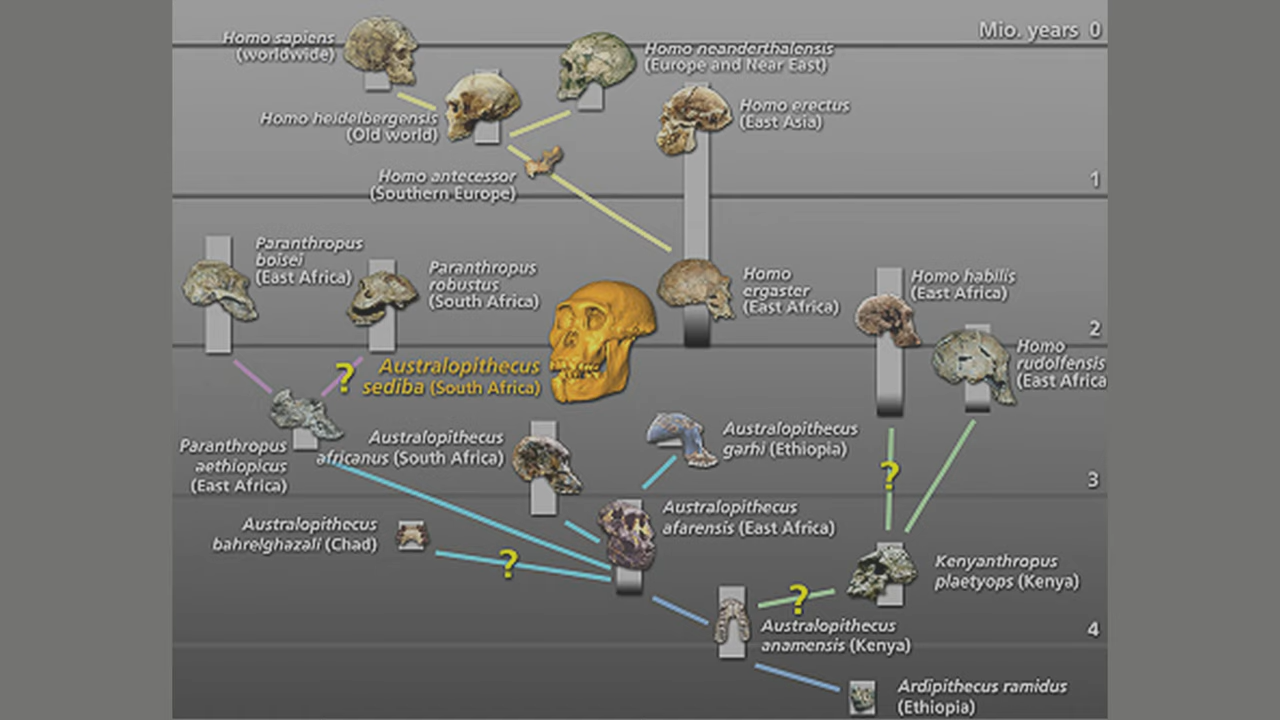 Mio. years 0
Homo sapiens
(worldwide)
Homo neanderthalensis
(Europe and Near East)
Homo heidelbergensis
(Old world)
Homo erectus
(East Asia)
Homo antecessor
(Southern Europe)
1
Paranthropus
boisei
(East Africa)
Paranthropus
robustus
(South Africa)
Homo
ergaster
(East Africa)
Homo habilis
(East Africa)
2
Homo
rudolfensis
(East Africa
?
Australopithecus
sediba (South Africa)
Paranthropus
aethiopicus
(East Africa)
Australopithecus
africanus (South Africa)
Australopithecus
garhi (Ethiopia)
?
3
Australopithecus
bahrelghazali (Chad)
Australopithecus
afarensis (East Africa)
?
Kenyanthropus
plaetyops (Kenya)
?
4
Australopithecus
anamensis (Kenya)
Ardipithecus ramidus
(Ethiopia)